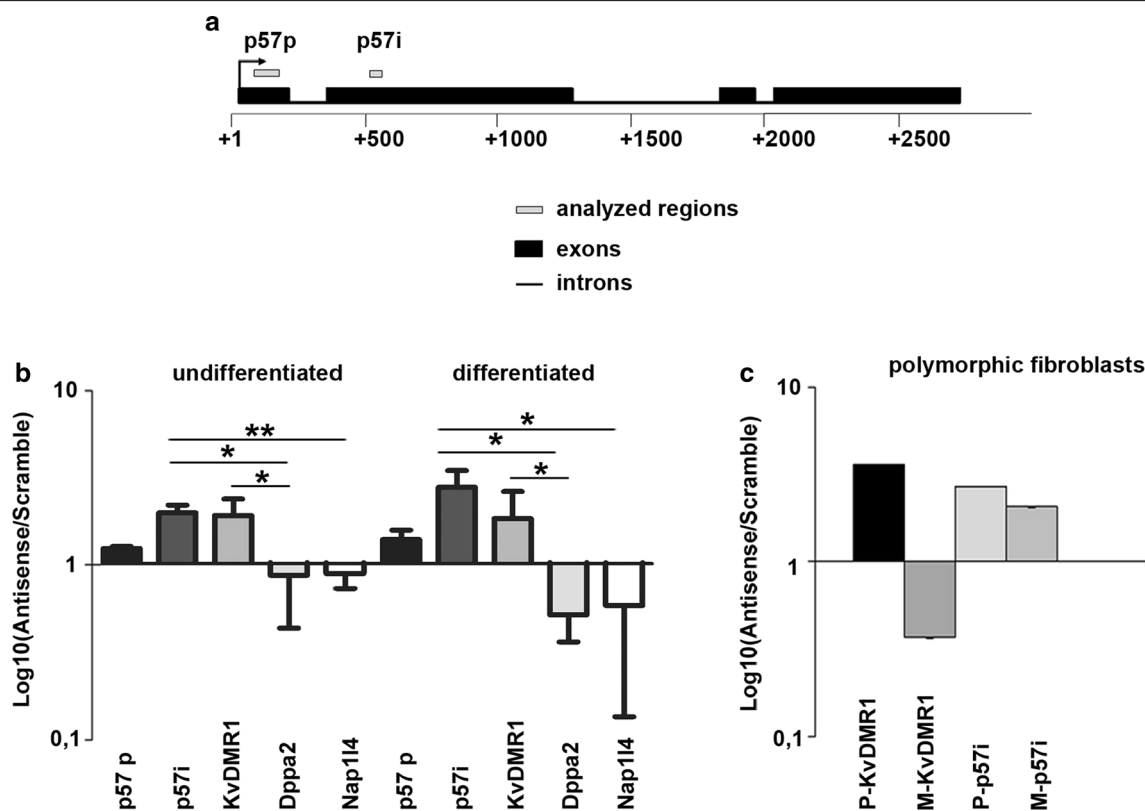 a
p57p p57i
+1 +500 +1000 +1500 +2000 +2500
analyzed regions
exons
introns
b
undifferentiated differentiated
10
1
0,1
Log10(Antisense/Scramble)
** * *
* * *
p57 p p57i KvDMR1 Dppa2 Nap1l4 p57 p p57i KvDMR1 Dppa2 Nap1l4
c
polymorphic fibroblasts
10
1
0,1
Log10(Antisense/Scramble)
P-KvDMR1 M-KvDMR1 P-p57i M-p57i